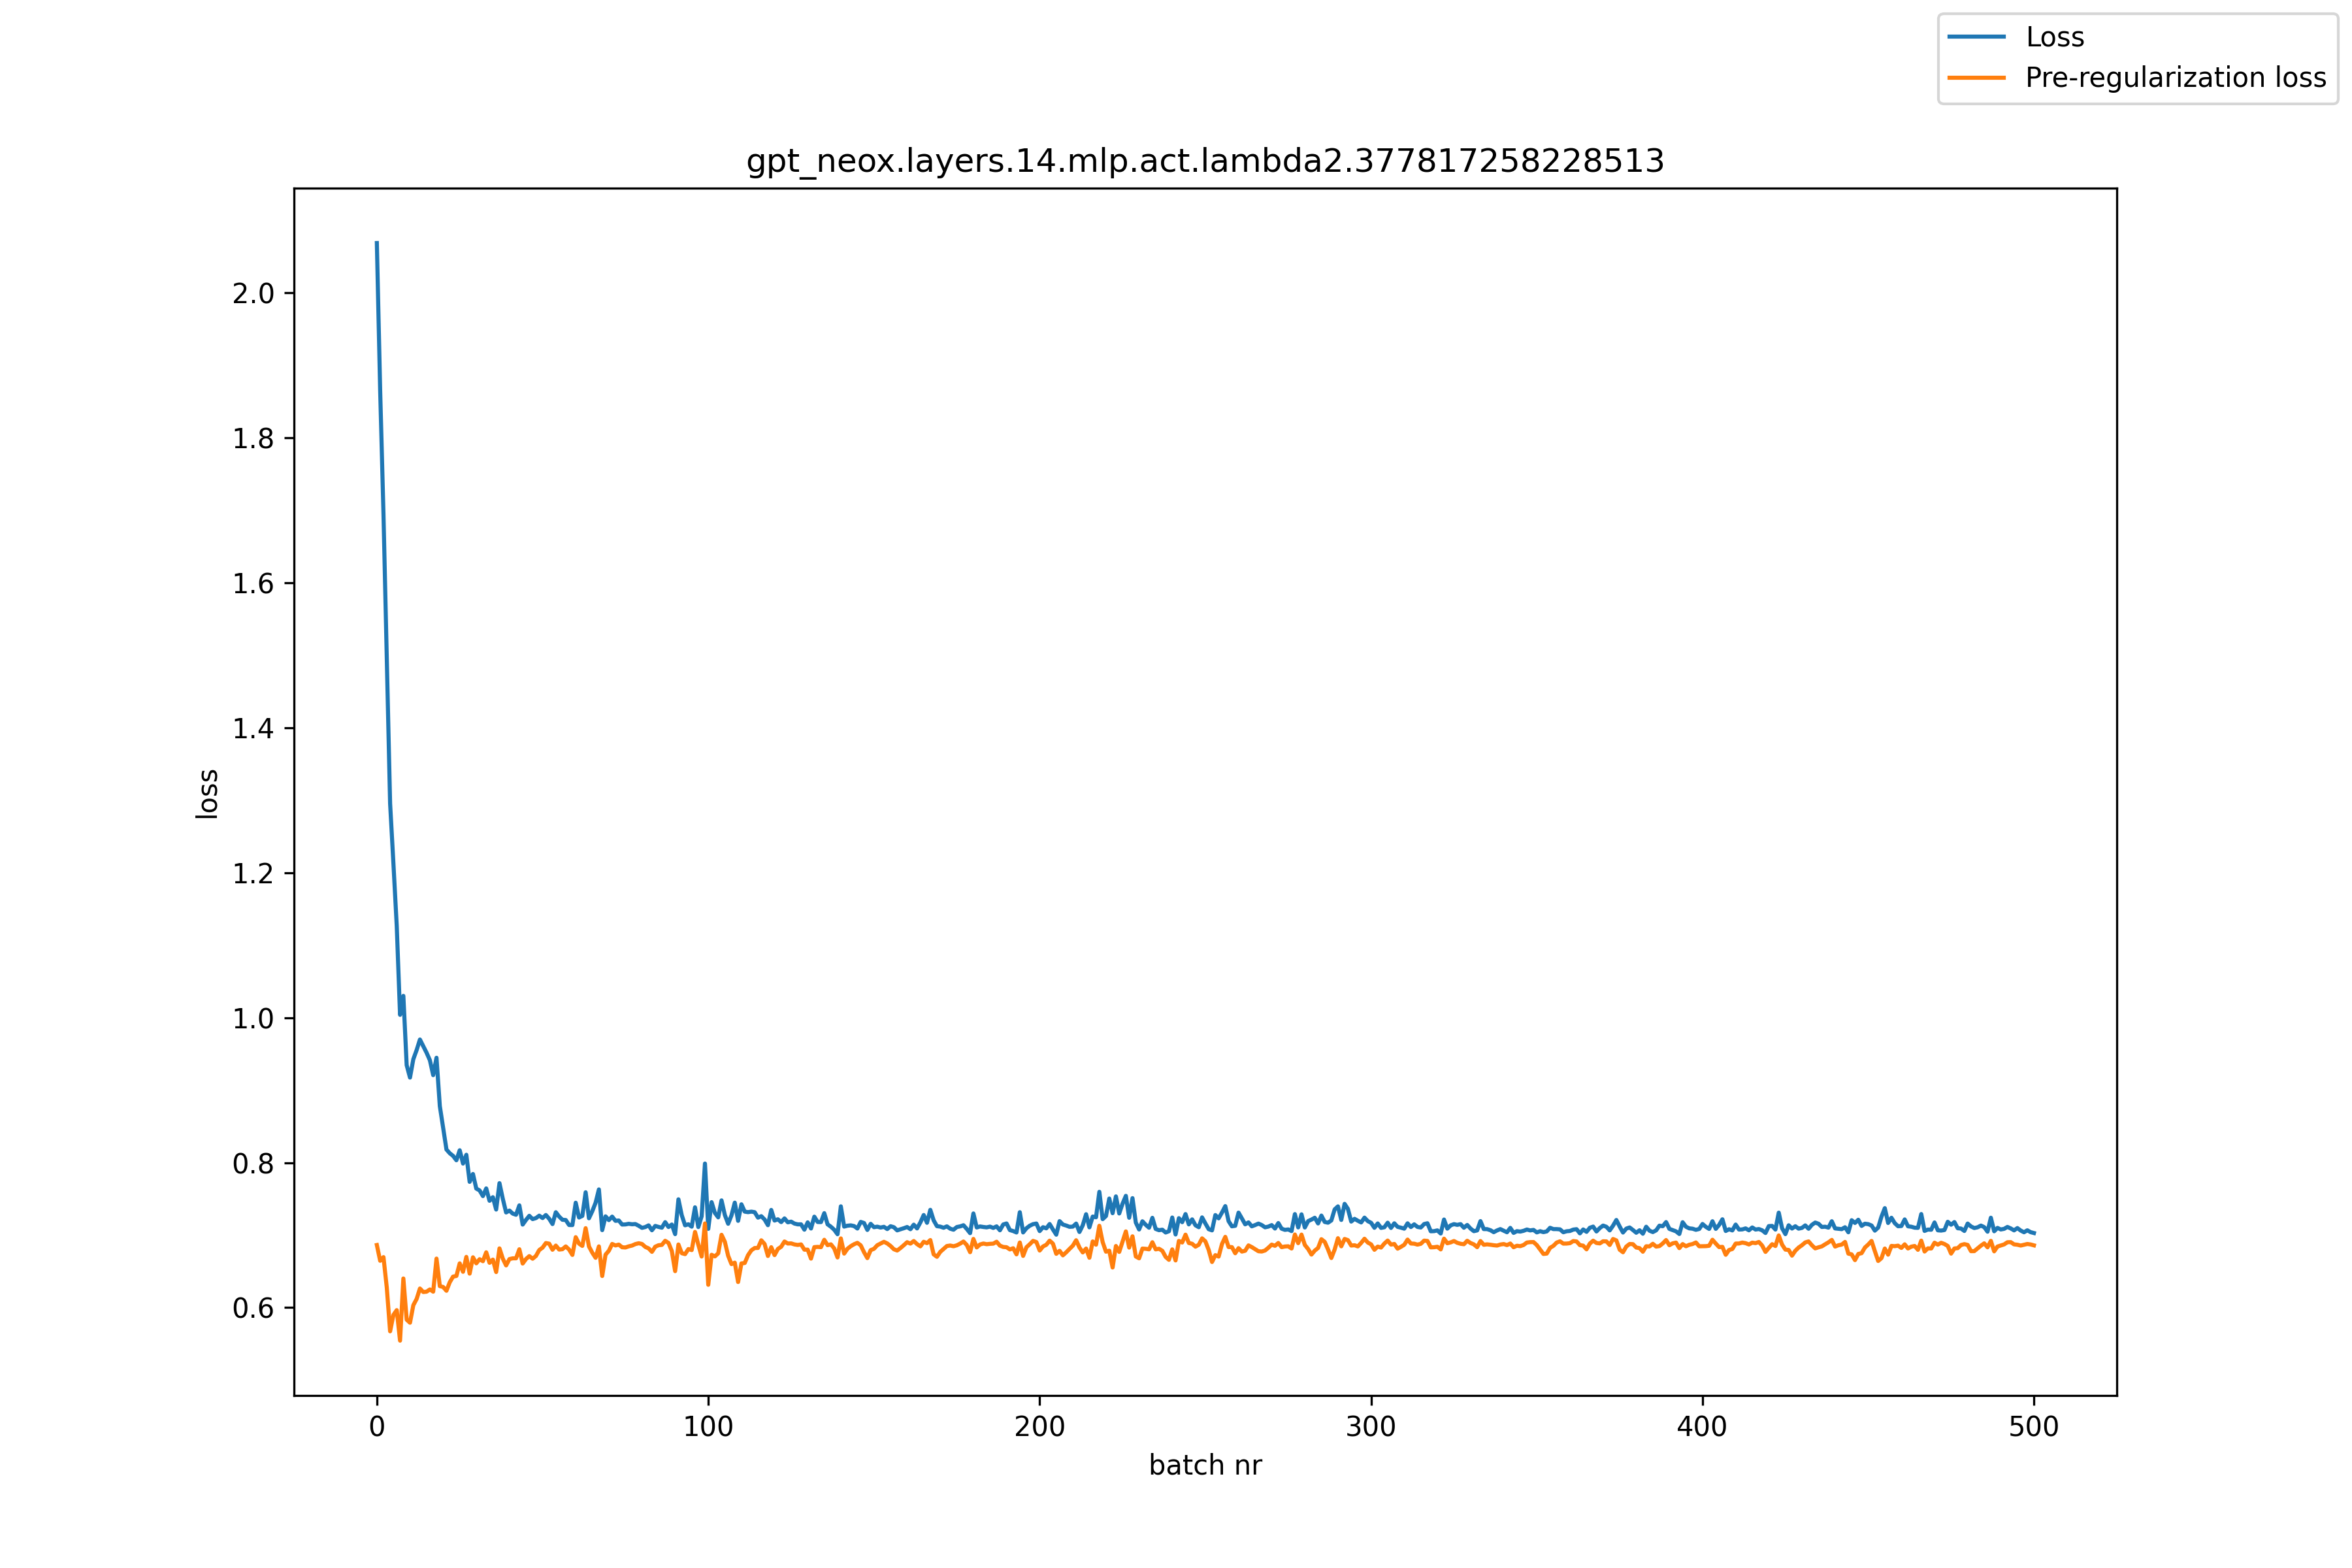 Loss
Pre-regularization loss
gpt_neox.layers.14.mlp.act.lambda2.377817258228513
2.0
1.8
1.6
1.4
1.2
1.0
0.8
0.6
loss
0 100 200 300 400 500
batch nr